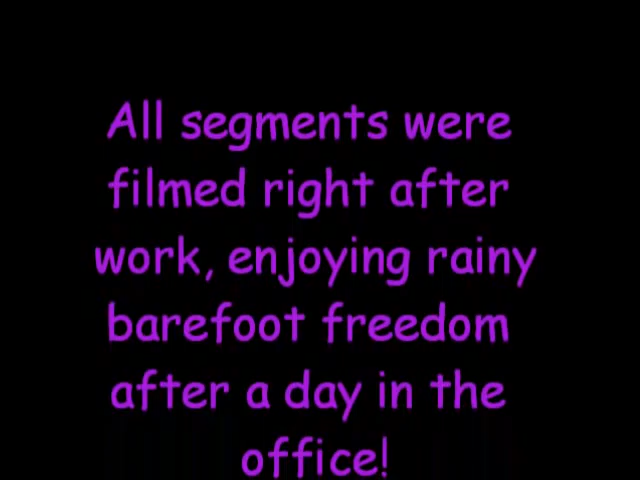 All segments were
filmed right after
work, enjoying rainy
barefoot freedom
after a day in the
office!